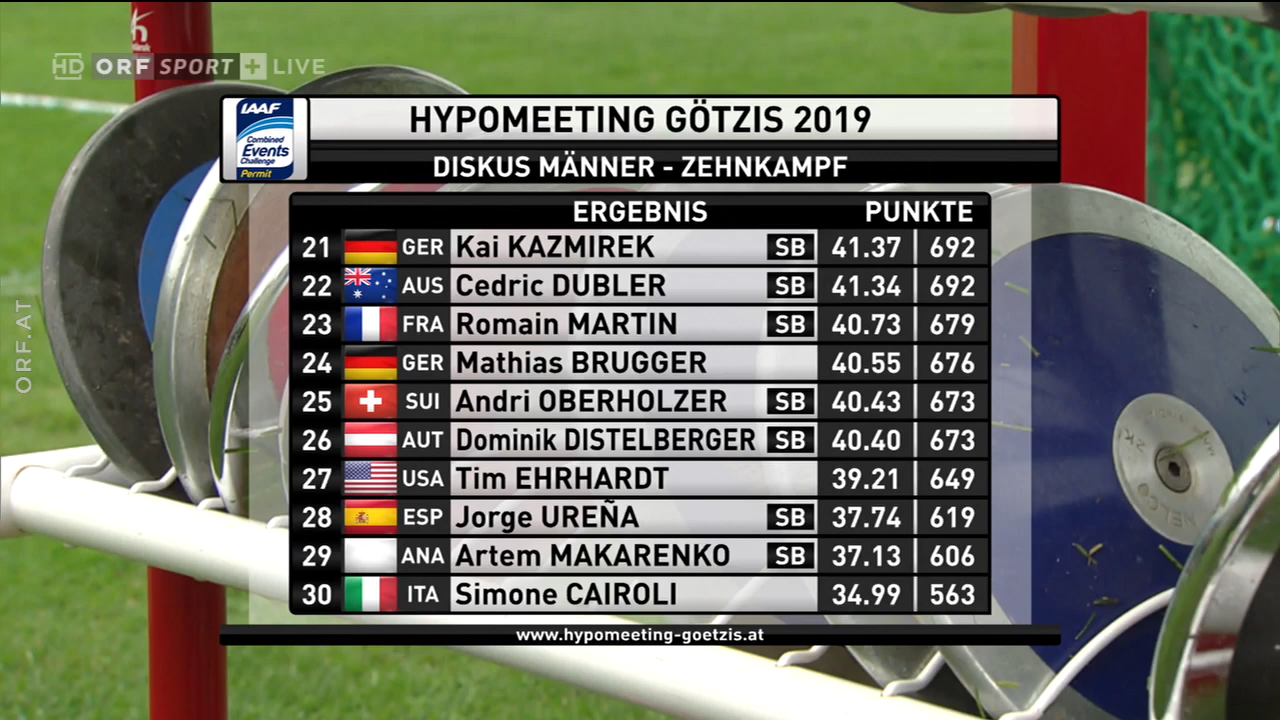 HD ORF SPORT + LIVE
ORF.AT
IAAF
Combined
Events
Challenge
Permit
HYPOMEETING GÖTZIS 2019
DISKUS MÄNNER - ZEHNKAMPF
ERGEBNIS PUNKTE
21 GER Kai KAZMIREK SB 41.37 692
22 AUS Cedric DUBLER SB 41.34 692
23 FRA Romain MARTIN SB 40.73 679
24 GER Mathias BRUGGER 40.55 676
25 SUI Andri OBERHOLZER SB 40.43 673
26 AUT Dominik DISTELBERGER SB 40.40 673
27 USA Tim EHRHARDT 39.21 649
28 ESP Jorge UREÑA SB 37.74 619
29 ANA Artem MAKARENKO SB 37.13 606
30 ITA Simone CAIROLI 34.99 563
www.hypomeeting-goetzis.at
NELCO
2K